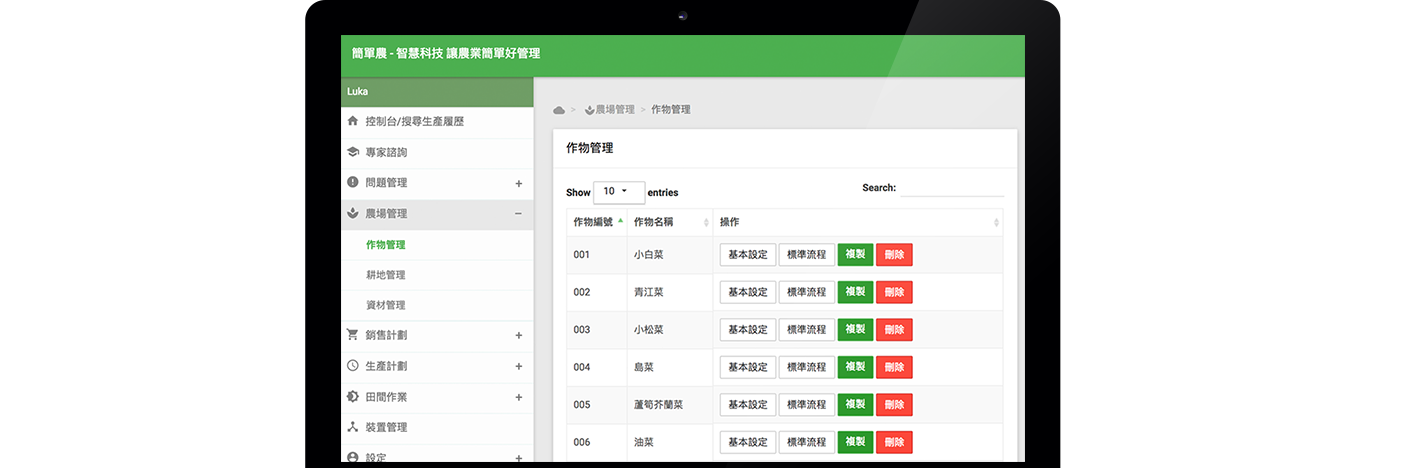 簡單農 - 智慧科技 讓農業簡單好管理
Luka
控制台/搜尋生產履歷
專家諮詢
問題管理 +
農場管理 −
作物管理
耕地管理
資材管理
銷售計劃 +
生產計劃 +
田間作業 +
裝置管理
設定 +
> 農場管理 > 作物管理
作物管理
Show 10 entries Search:
作物編號 作物名稱 操作
001 小白菜 基本設定 標準流程 複製 刪除
002 青江菜 基本設定 標準流程 複製 刪除
003 小松菜 基本設定 標準流程 複製 刪除
004 島菜 基本設定 標準流程 複製 刪除
005 蘆筍芥蘭菜 基本設定 標準流程 複製 刪除
006 油菜 基本設定 標準流程 複製 刪除